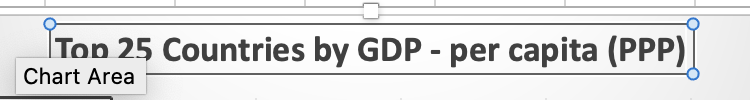 Top 25 Countries by GDP - per capita (PPP)
Chart Area